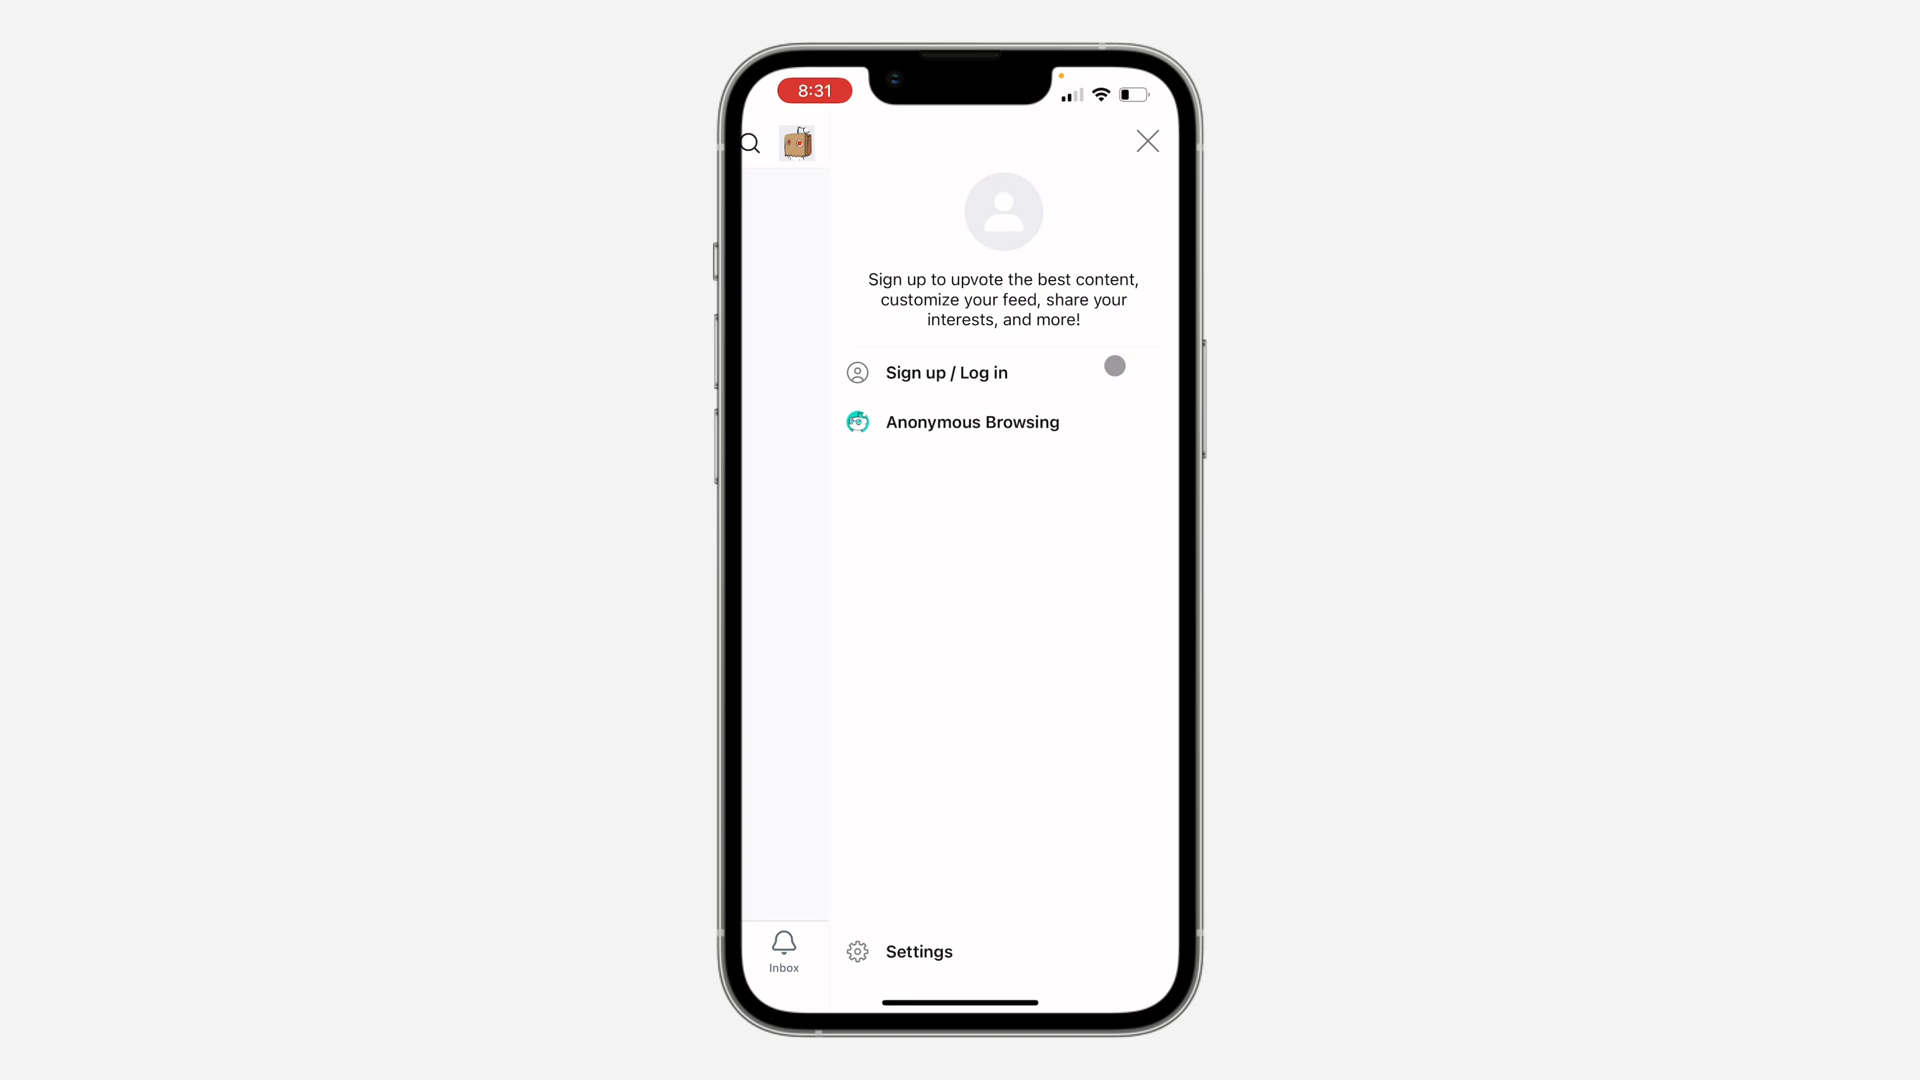 8:31
Sign up to upvote the best content,
customize your feed, share your
interests, and more!
Sign up / Log in
Anonymous Browsing
Settings
Inbox